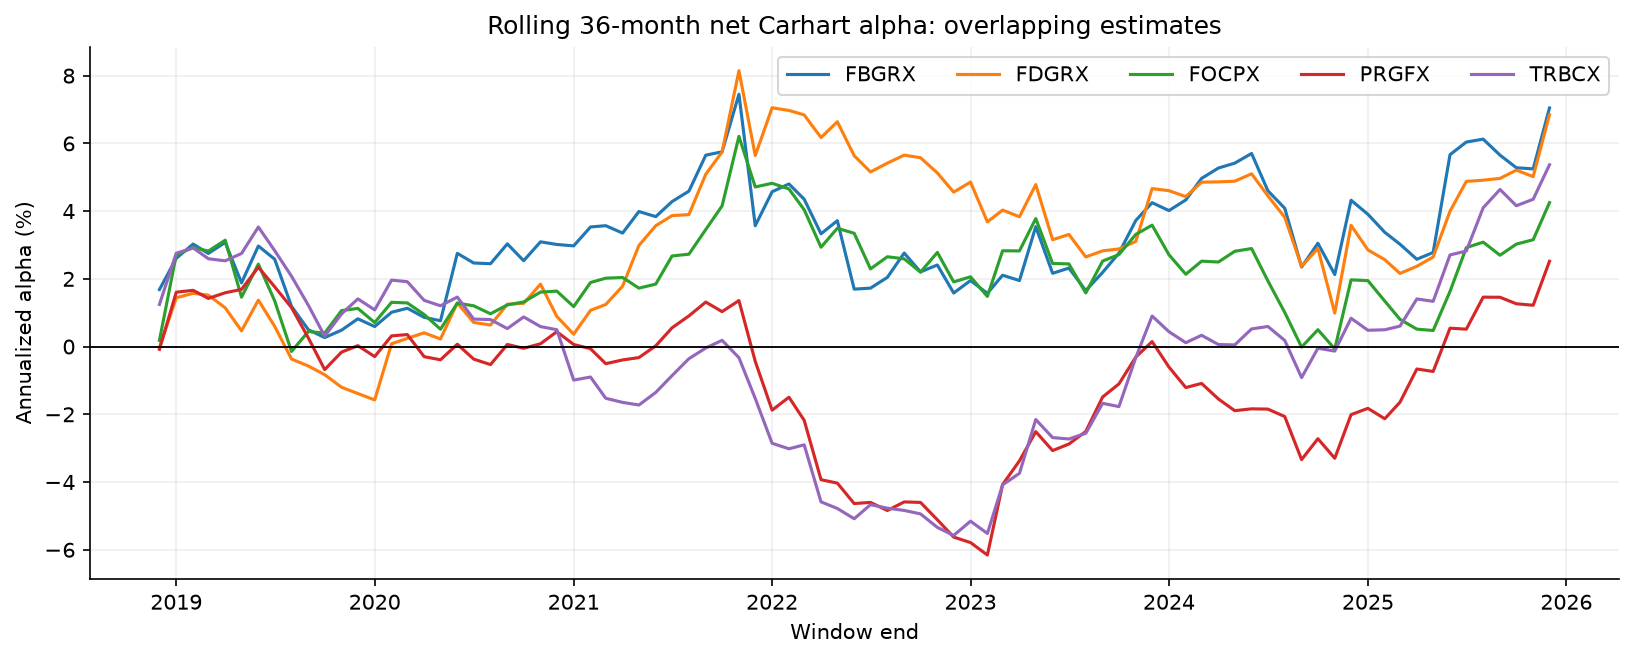 Rolling 36-month net Carhart alpha: overlapping estimates
FBGRX FDGRX FOCPX PRGFX TRBCX
Annualized alpha (%)
8
6
4
2
0
−2
−4
−6
2019 2020 2021 2022 2023 2024 2025 2026
Window end